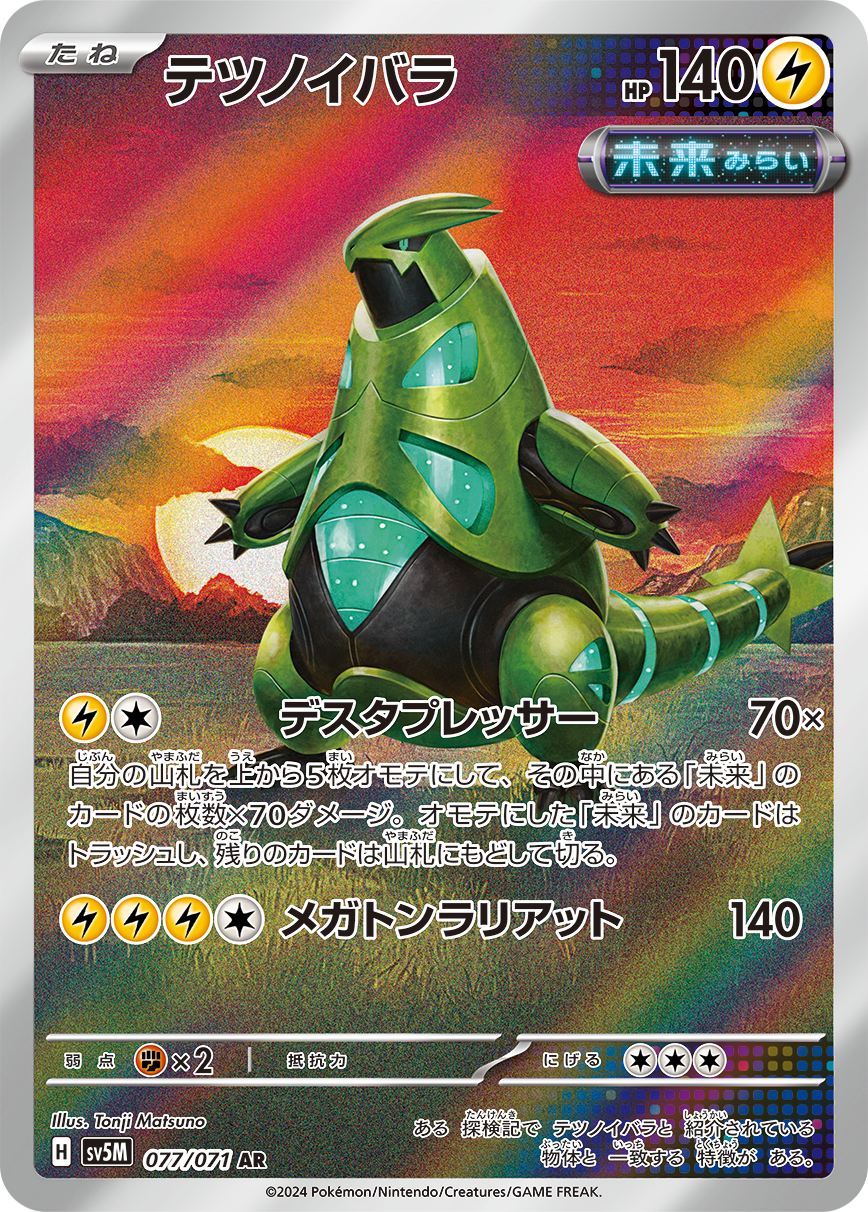 たね
テツノイバラ
HP 140
未来 みらい
デスタプレッサー 70×
自分の山札を上から5枚オモテにして、その中にある「未来」の
カードの枚数×70ダメージ。オモテにした「未来」のカードは
トラッシュし、残りのカードは山札にもどして切る。
メガトンラリアット 140
弱点 ×2 抵抗力 にげる
Illus. Tonji Matsuno
ある 探検記で テツノイバラと 紹介されている
物体と 一致する 特徴が ある。
H sv5M 077/071 AR
©2024 Pokémon/Nintendo/Creatures/GAME FREAK.